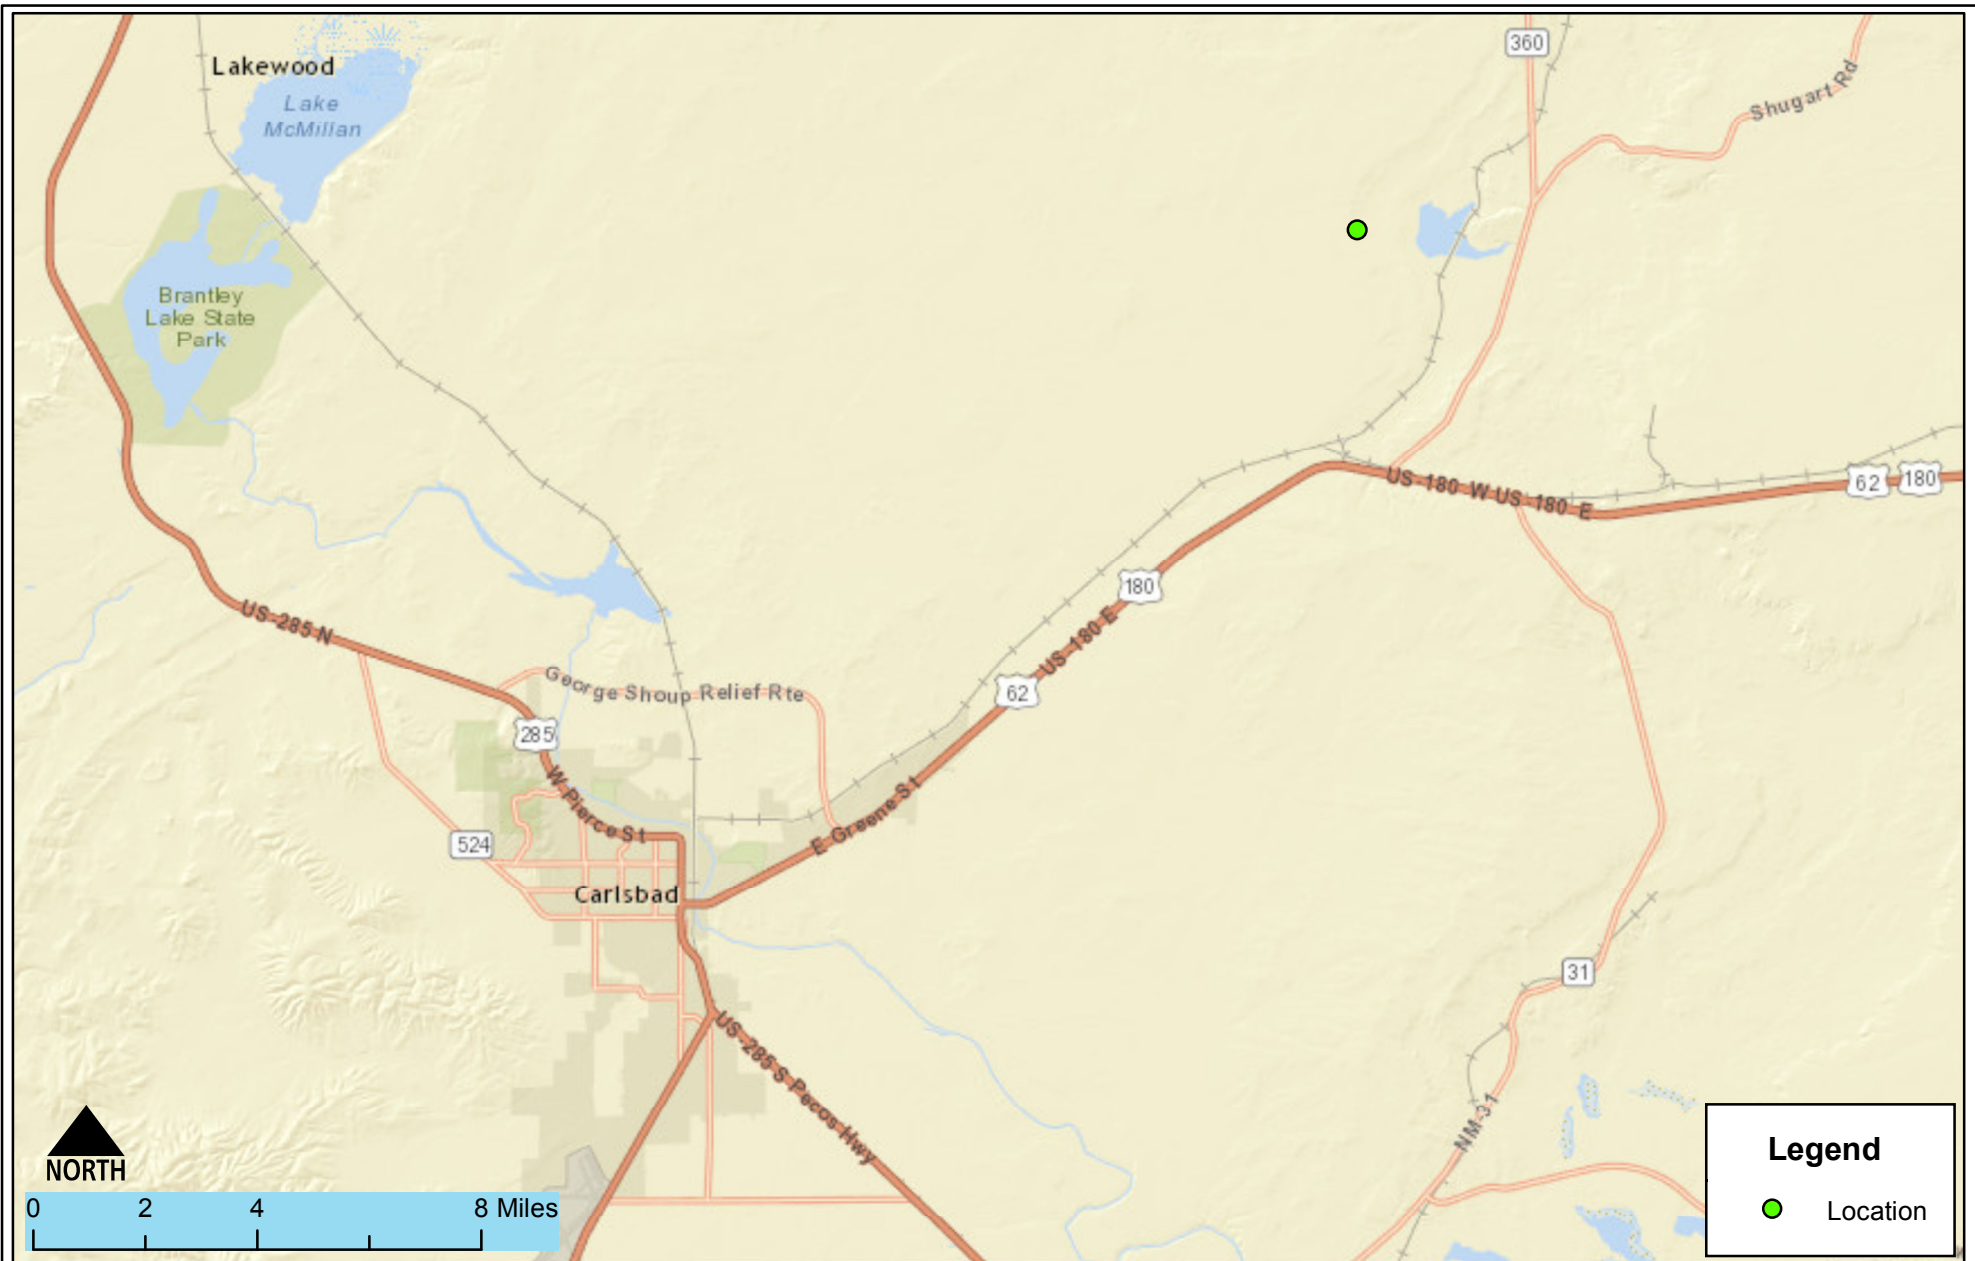 360
Lakewood
Shugart Rd
Lake
McMillan
Brantley
Lake State
Park
US-180 W US-180 E
62
180
180
US-285 N
US-180 E
George Shoup Relief Rte
62
285
W Pierce St
E Greene St
524
Carlsbad
31
US-285 S Pecos Hwy
NM-31
NORTH
0 2 4 8 Miles
Legend
Location